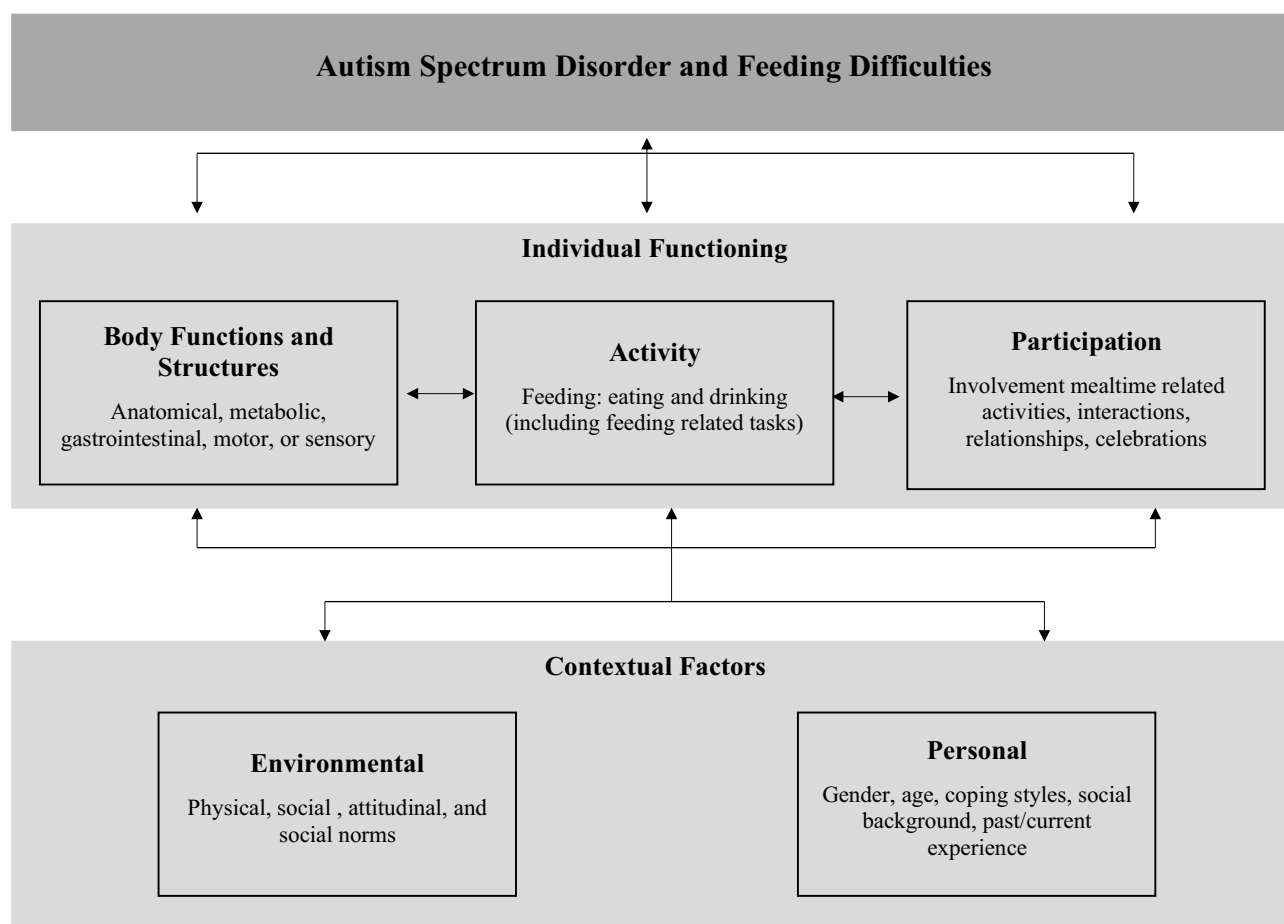 Autism Spectrum Disorder and Feeding Difficulties
Individual Functioning
Body Functions and
Structures
Anatomical, metabolic,
gastrointestinal, motor, or sensory
Activity
Feeding: eating and drinking
(including feeding related tasks)
Participation
Involvement mealtime related
activities, interactions,
relationships, celebrations
Contextual Factors
Environmental
Physical, social , attitudinal, and
social norms
Personal
Gender, age, coping styles, social
background, past/current
experience